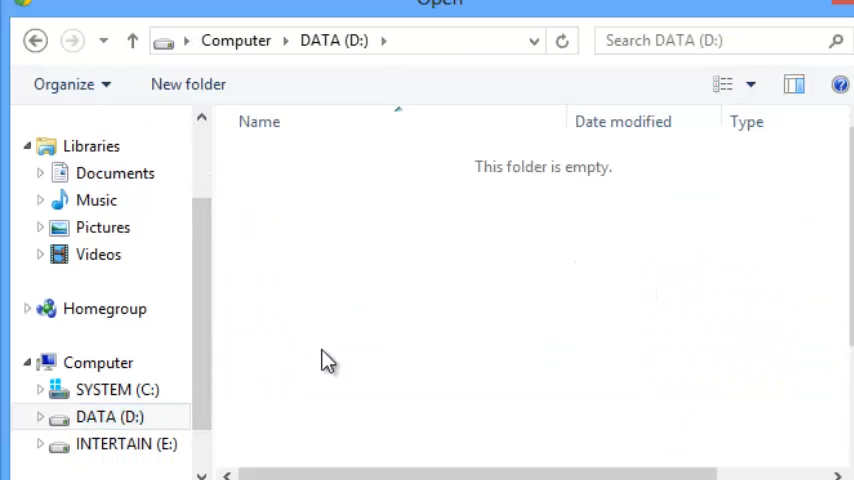 Open
Computer DATA (D:)
Search DATA (D:)
Organize
New folder
Name
Date modified
Type
This folder is empty.
Libraries
Documents
Music
Pictures
Videos
Homegroup
Computer
SYSTEM (C:)
DATA (D:)
INTERTAIN (E:)